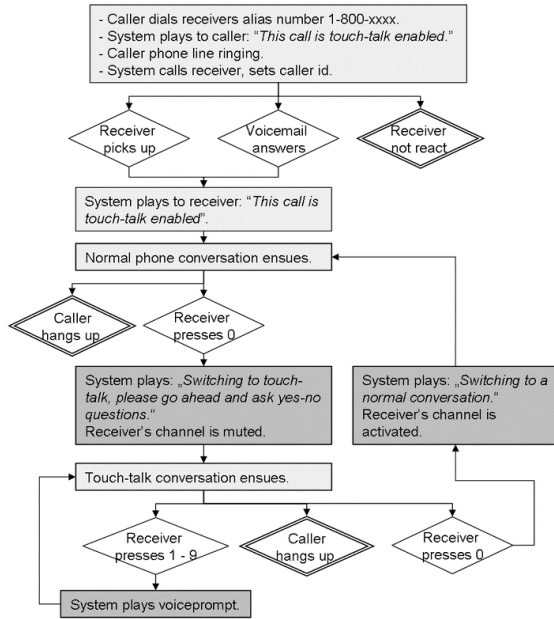 - Caller dials receivers alias number 1-800-xxxx.
- System plays to caller: “This call is touch-talk enabled.”
- Caller phone line ringing.
- System calls receiver, sets caller id.
Receiver
picks up
Voicemail
answers
Receiver
not react
System plays to receiver: “This call is
touch-talk enabled”.
Normal phone conversation ensues.
Caller
hangs up
Receiver
presses 0
System plays: „Switching to touch-
talk, please go ahead and ask yes-no
questions.“
Receiver’s channel is muted.
System plays: „Switching to a
normal conversation.“
Receiver’s channel is
activated.
Touch-talk conversation ensues.
Receiver
presses 1 - 9
Caller
hangs up
Receiver
presses 0
System plays voiceprompt.